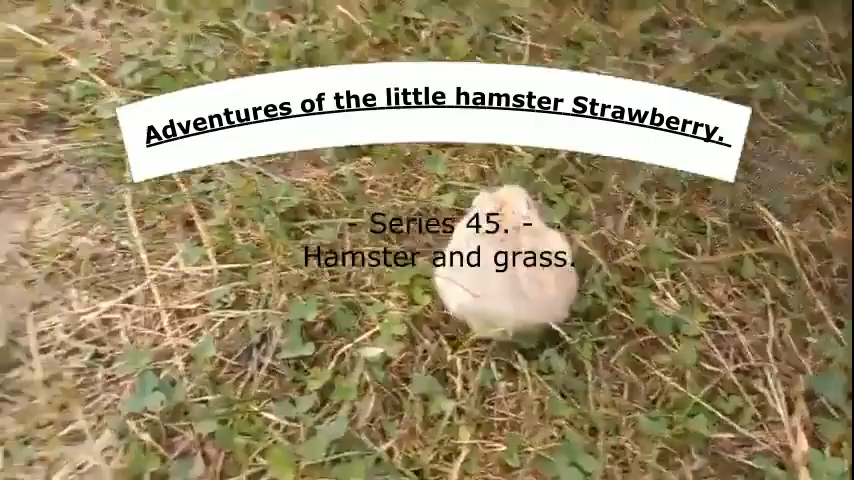 Adventures of the little hamster Strawberry.
- Series 45. -
Hamster and grass.